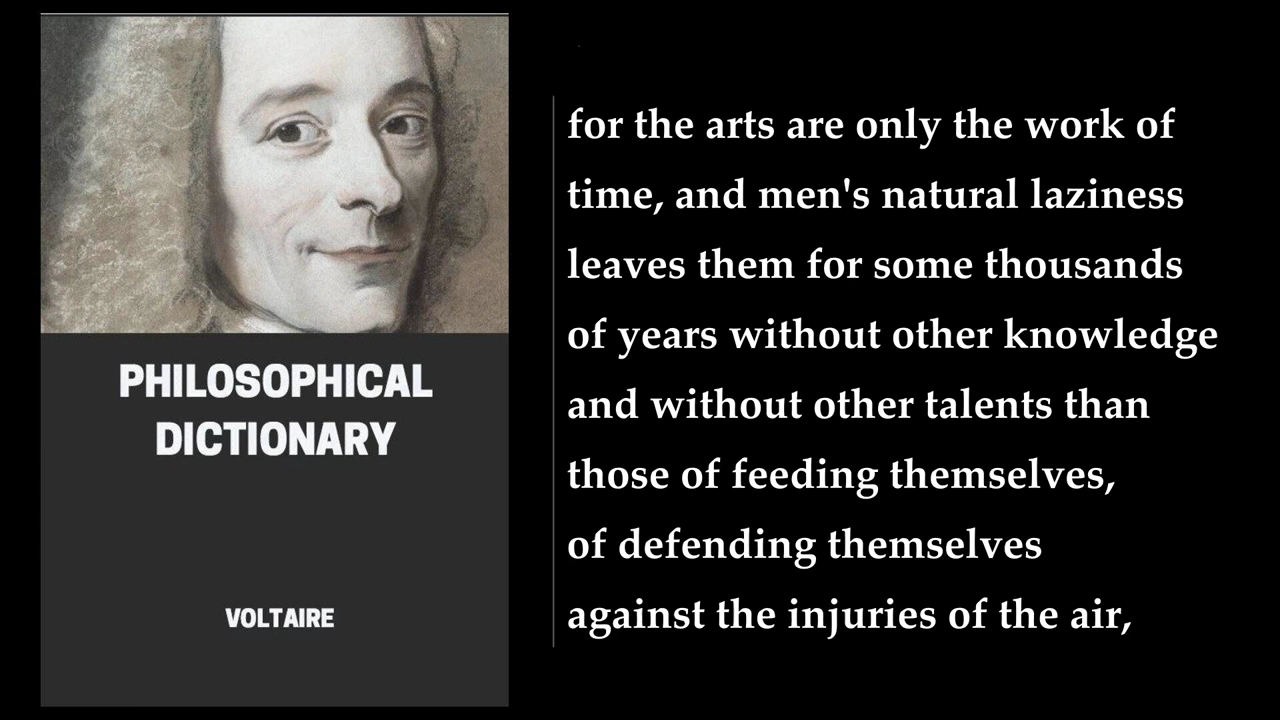 PHILOSOPHICAL
DICTIONARY
VOLTAIRE
for the arts are only the work of
time, and men's natural laziness
leaves them for some thousands
of years without other knowledge
and without other talents than
those of feeding themselves,
of defending themselves
against the injuries of the air,